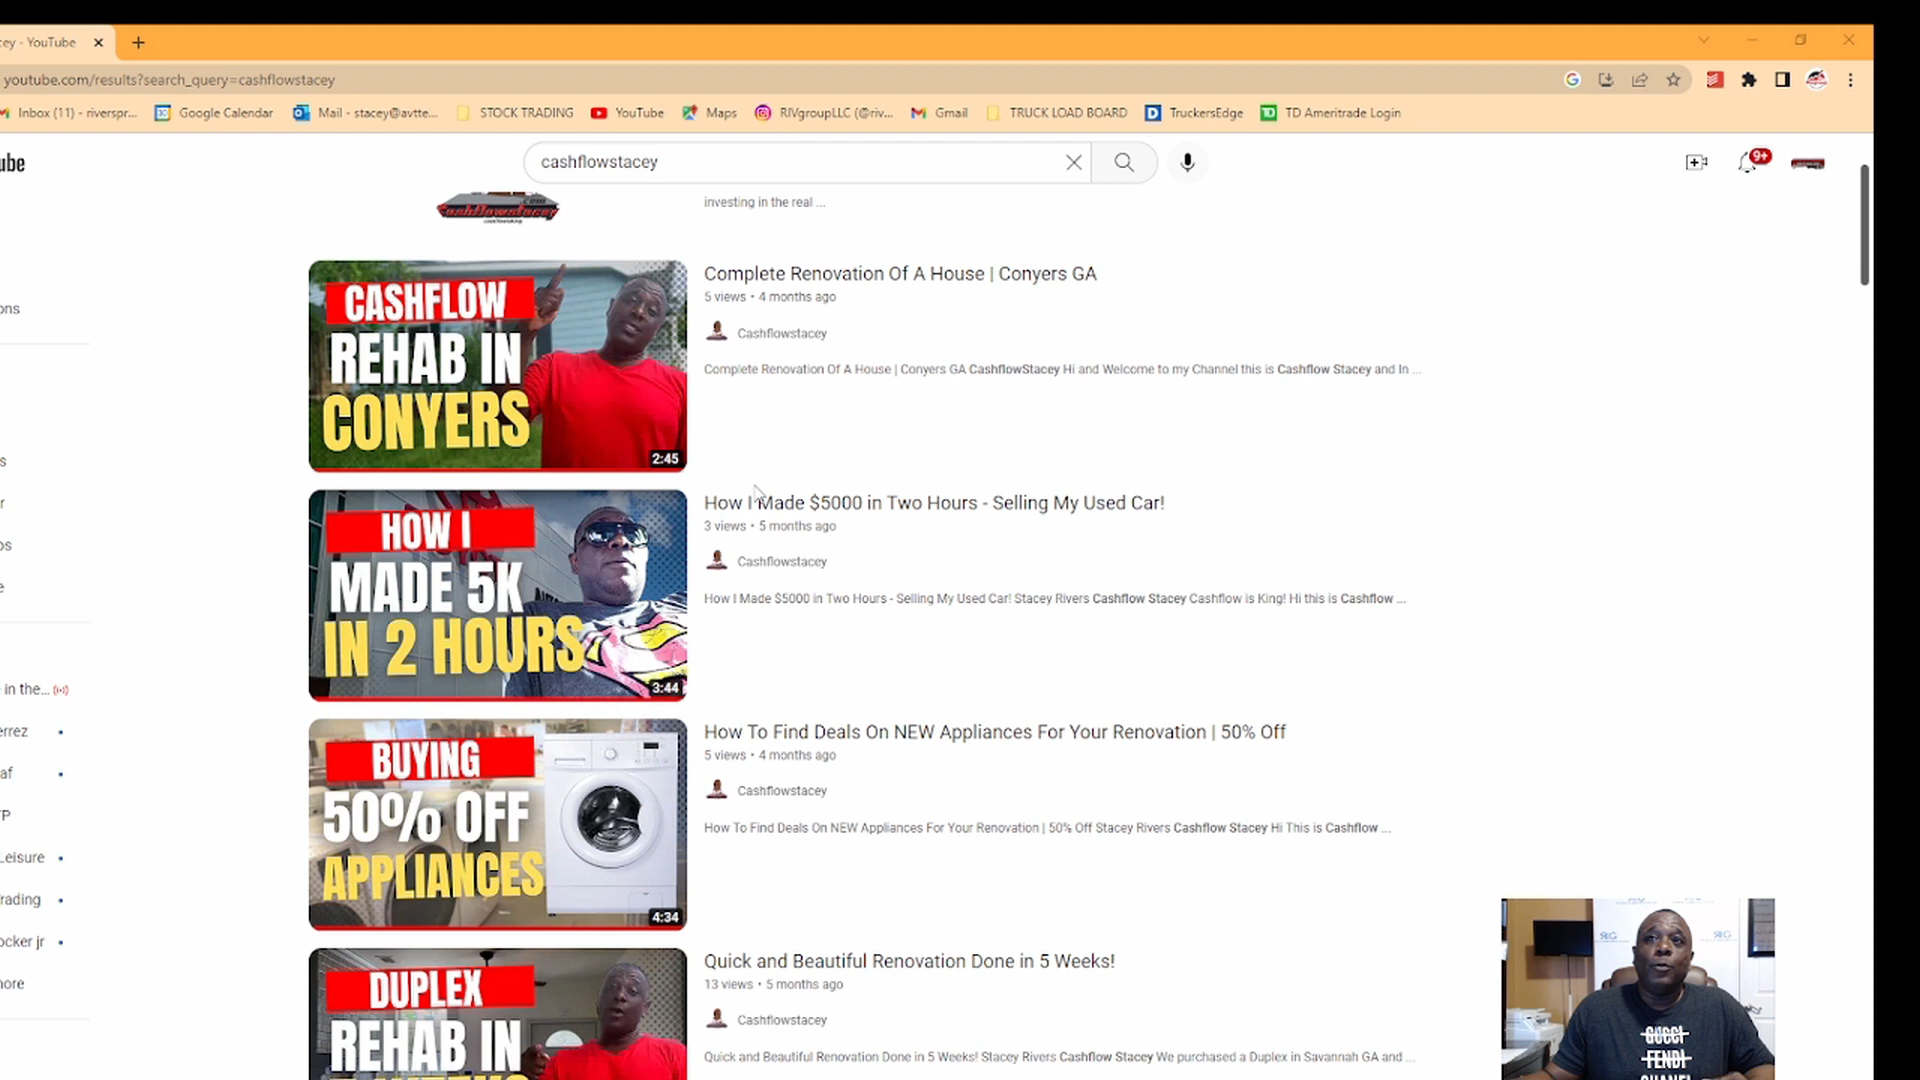 cey - YouTube
youtube.com/results?search_query=cashflowstacey
Inbox (11) - riverspr... Google Calendar Mail - stacey@avtte... STOCK TRADING YouTube Maps RIVgroupLLC (@riv... Gmail TRUCK LOAD BOARD TruckersEdge TD Ameritrade Login
ube
cashflowstacey
9+
.com
Cashflowstacey
investing in the real ...
CASHFLOW
REHAB IN
CONYERS
2:45
Complete Renovation Of A House | Conyers GA
5 views • 4 months ago
Cashflowstacey
Complete Renovation Of A House | Conyers GA CashflowStacey Hi and Welcome to my Channel this is Cashflow Stacey and In ...
HOW I
MADE 5K
IN 2 HOURS
3:44
How I Made $5000 in Two Hours - Selling My Used Car!
3 views • 5 months ago
Cashflowstacey
How I Made $5000 in Two Hours - Selling My Used Car! Stacey Rivers Cashflow Stacey Cashflow is King! Hi this is Cashflow ...
BUYING
50% OFF
APPLIANCES
4:34
How To Find Deals On NEW Appliances For Your Renovation | 50% Off
5 views • 4 months ago
Cashflowstacey
How To Find Deals On NEW Appliances For Your Renovation | 50% Off Stacey Rivers Cashflow Stacey Hi This is Cashflow ...
DUPLEX
REHAB IN
Quick and Beautiful Renovation Done in 5 Weeks!
13 views • 5 months ago
Cashflowstacey
Quick and Beautiful Renovation Done in 5 Weeks! Stacey Rivers Cashflow Stacey We purchased a Duplex in Savannah GA and ...
ons
s
r
os
e
in the...
errez
af
P
Leisure
rading
ocker jr
nore
GUCCI
FENDI